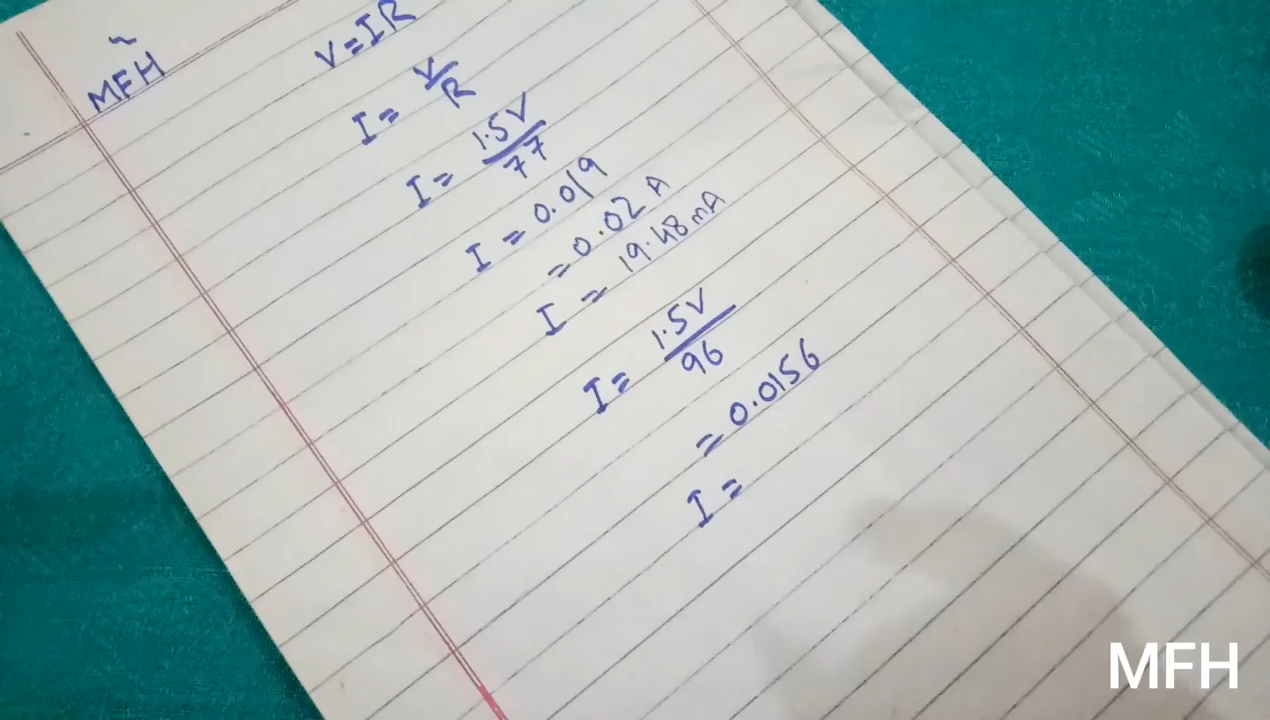 MFH
V=IR
I= V/R
I= 1.5V/77
I = 0.019
= 0.02 A
I = 19.48 mA
I= 1.5V/96
= 0.0156
I =
MFH